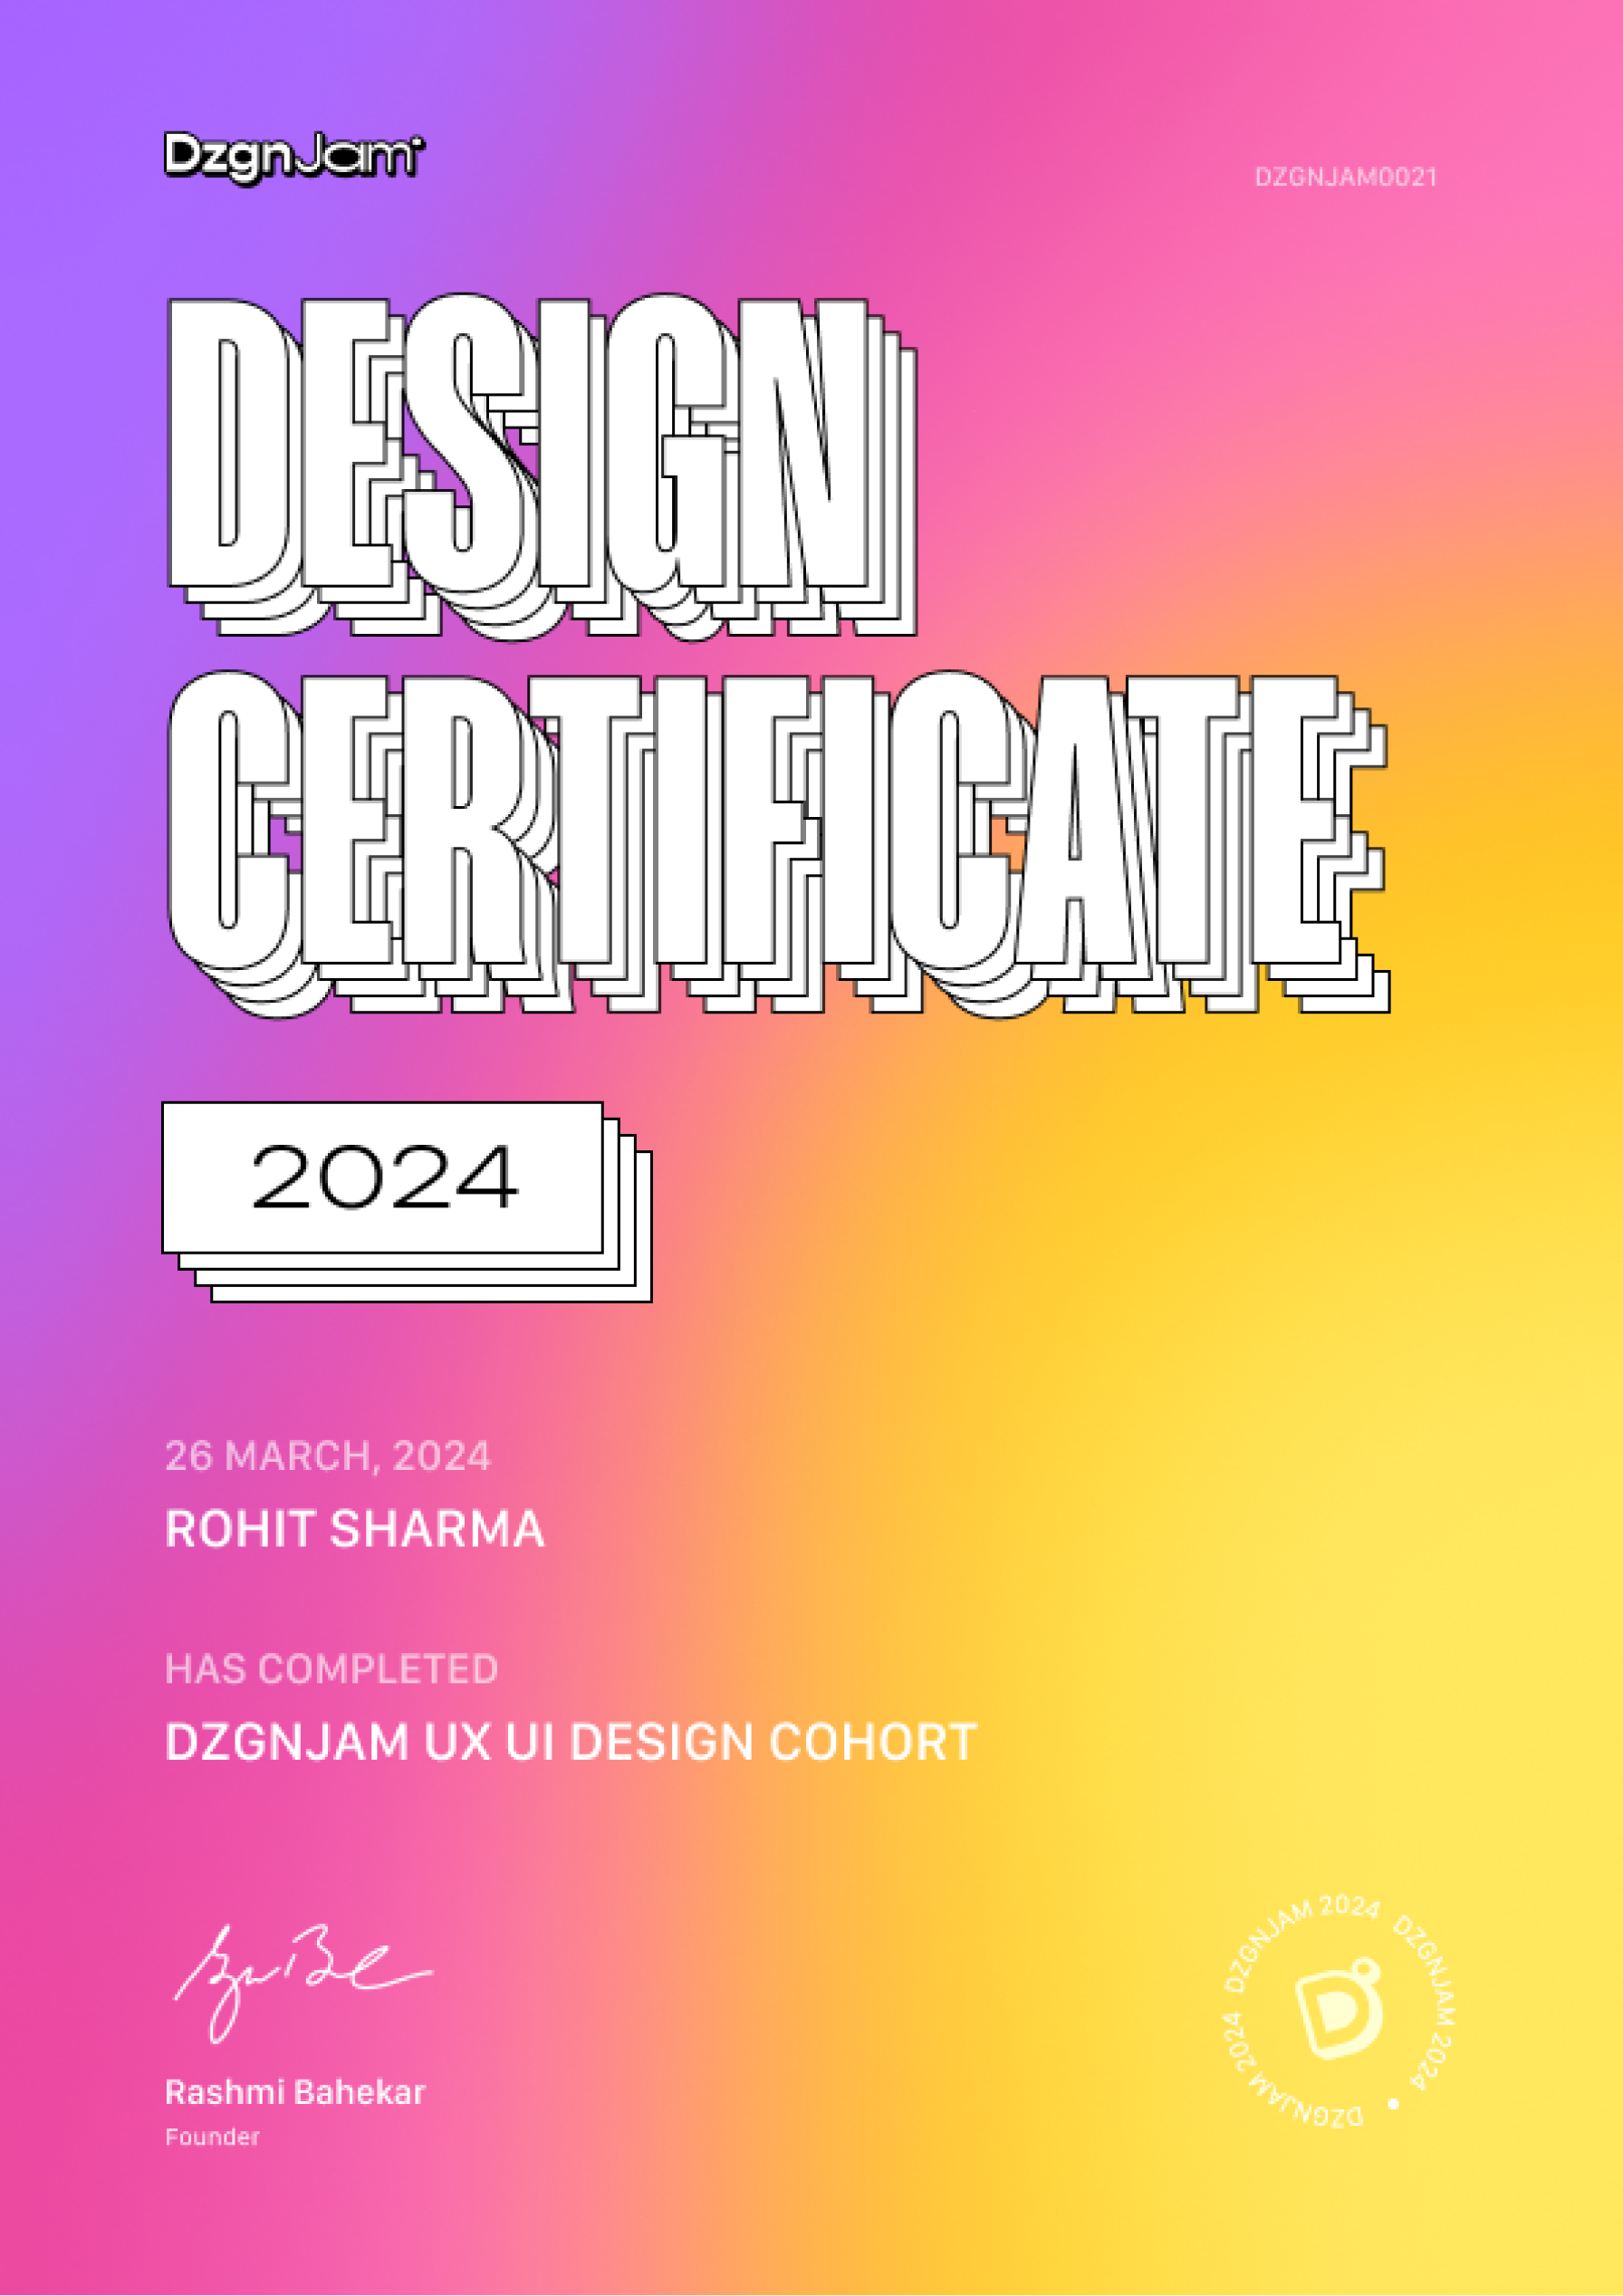 DzgnJam
DZGNJAM0021
DESIGN
CERTIFICATE
2024
26 MARCH, 2024
ROHIT SHARMA
HAS COMPLETED
DZGNJAM UX UI DESIGN COHORT
Rashmi Bahekar
Founder
DZGNJAM 2024 DZGNJAM 2024 DZGNJAM 2024
D